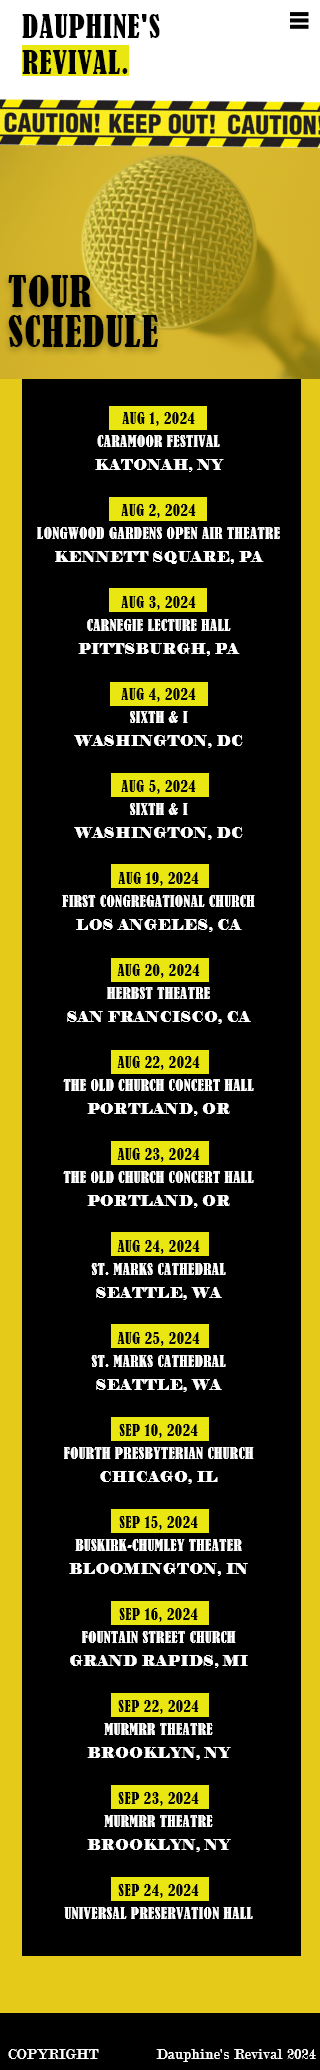 DAUPHINE'S
REVIVAL.
CAUTION! KEEP OUT! CAUTION!
TOUR
SCHEDULE
AUG 1, 2024
CARAMOOR FESTIVAL
KATONAH, NY
AUG 2, 2024
LONGWOOD GARDENS OPEN AIR THEATRE
KENNETT SQUARE, PA
AUG 3, 2024
CARNEGIE LECTURE HALL
PITTSBURGH, PA
AUG 4, 2024
SIXTH & I
WASHINGTON, DC
AUG 5, 2024
SIXTH & I
WASHINGTON, DC
AUG 19, 2024
FIRST CONGREGATIONAL CHURCH
LOS ANGELES, CA
AUG 20, 2024
HERBST THEATRE
SAN FRANCISCO, CA
AUG 22, 2024
THE OLD CHURCH CONCERT HALL
PORTLAND, OR
AUG 23, 2024
THE OLD CHURCH CONCERT HALL
PORTLAND, OR
AUG 24, 2024
ST. MARKS CATHEDRAL
SEATTLE, WA
AUG 25, 2024
ST. MARKS CATHEDRAL
SEATTLE, WA
SEP 10, 2024
FOURTH PRESBYTERIAN CHURCH
CHICAGO, IL
SEP 15, 2024
BUSKIRK-CHUMLEY THEATER
BLOOMINGTON, IN
SEP 16, 2024
FOUNTAIN STREET CHURCH
GRAND RAPIDS, MI
SEP 22, 2024
MURMRR THEATRE
BROOKLYN, NY
SEP 23, 2024
MURMRR THEATRE
BROOKLYN, NY
SEP 24, 2024
UNIVERSAL PRESERVATION HALL
COPYRIGHT Dauphine's Revival 2024